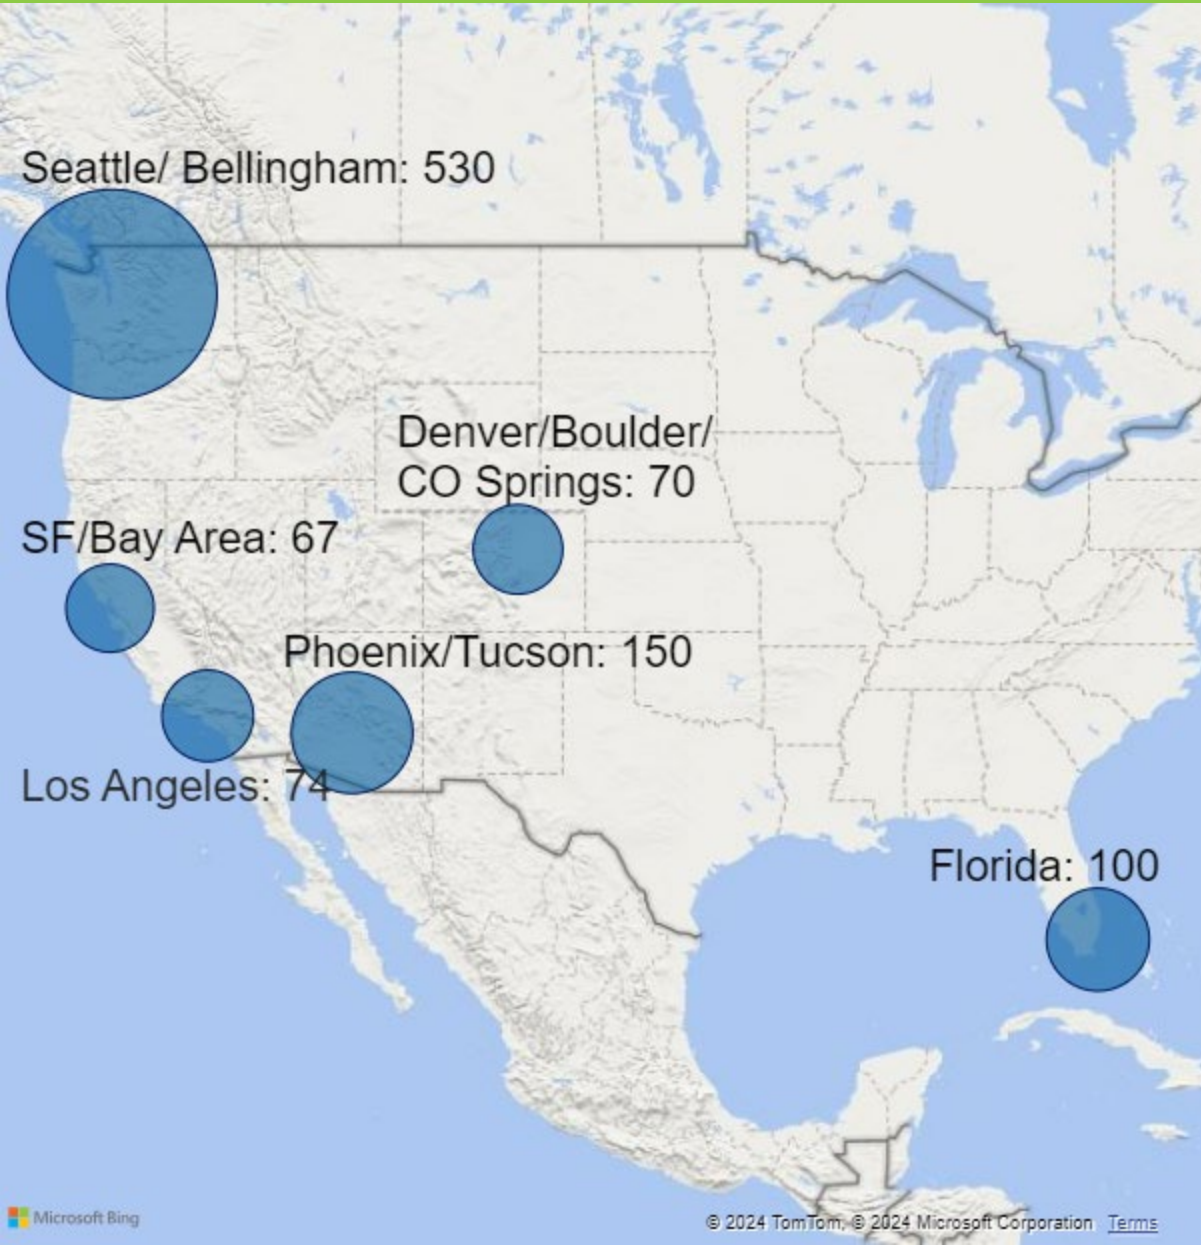 Seattle/ Bellingham: 530
Denver/Boulder/
CO Springs: 70
SF/Bay Area: 67
Phoenix/Tucson: 150
Los Angeles: 74
Florida: 100
Microsoft Bing
© 2024 TomTom, © 2024 Microsoft Corporation Terms